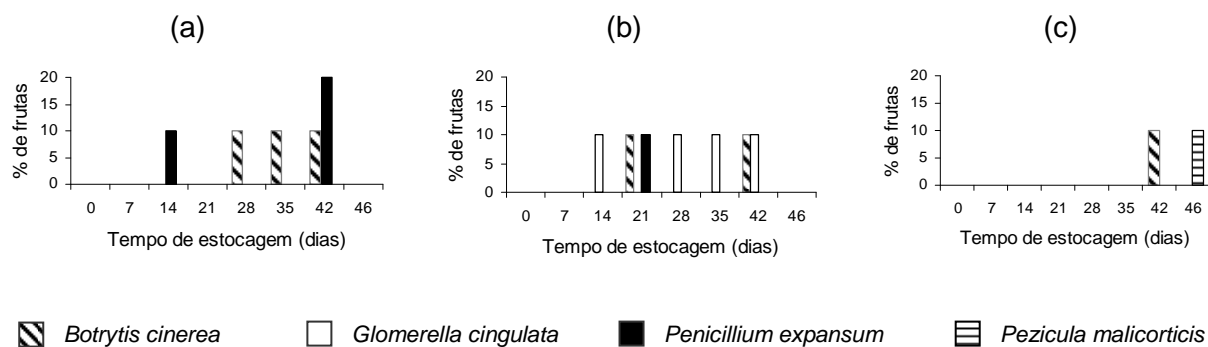 (a) (b) (c)
% de frutas
20
15
10
5
0
0 7 14 21 28 35 42 46
Tempo de estocagem (dias)
% de frutas
20
15
10
5
0
0 7 14 21 28 35 42 46
Tempo de estocagem (dias)
% de frutas
20
15
10
5
0
0 7 14 21 28 35 42 46
Tempo de estocagem (dias)
Botrytis cinerea Glomerella cingulata Penicillium expansum Pezicula malicorticis